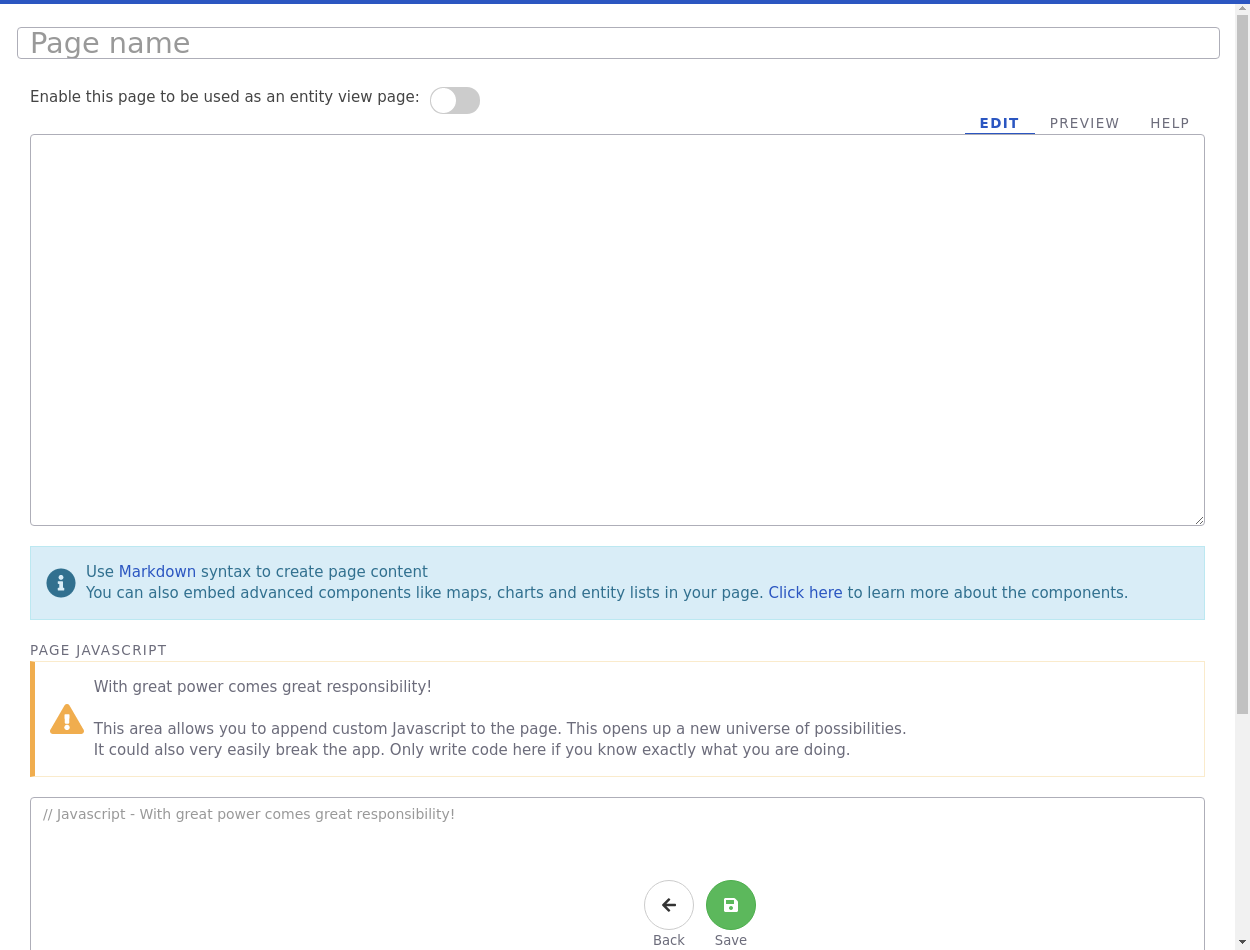 Page name
Enable this page to be used as an entity view page:
EDIT PREVIEW HELP
Use Markdown syntax to create page content
You can also embed advanced components like maps, charts and entity lists in your page. Click here to learn more about the components.
PAGE JAVASCRIPT
With great power comes great responsibility!
This area allows you to append custom Javascript to the page. This opens up a new universe of possibilities.
It could also very easily break the app. Only write code here if you know exactly what you are doing.
// Javascript - With great power comes great responsibility!
Back Save